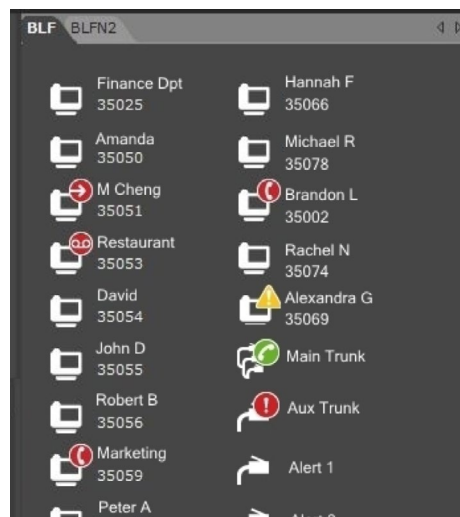 BLF BLFN2
Finance Dpt
35025
Amanda
35050
M Cheng
35051
Restaurant
35053
David
35054
John D
35055
Robert B
35056
Marketing
35059
Peter A
Hannah F
35066
Michael R
35078
Brandon L
35002
Rachel N
35074
Alexandra G
35069
Main Trunk
Aux Trunk
Alert 1